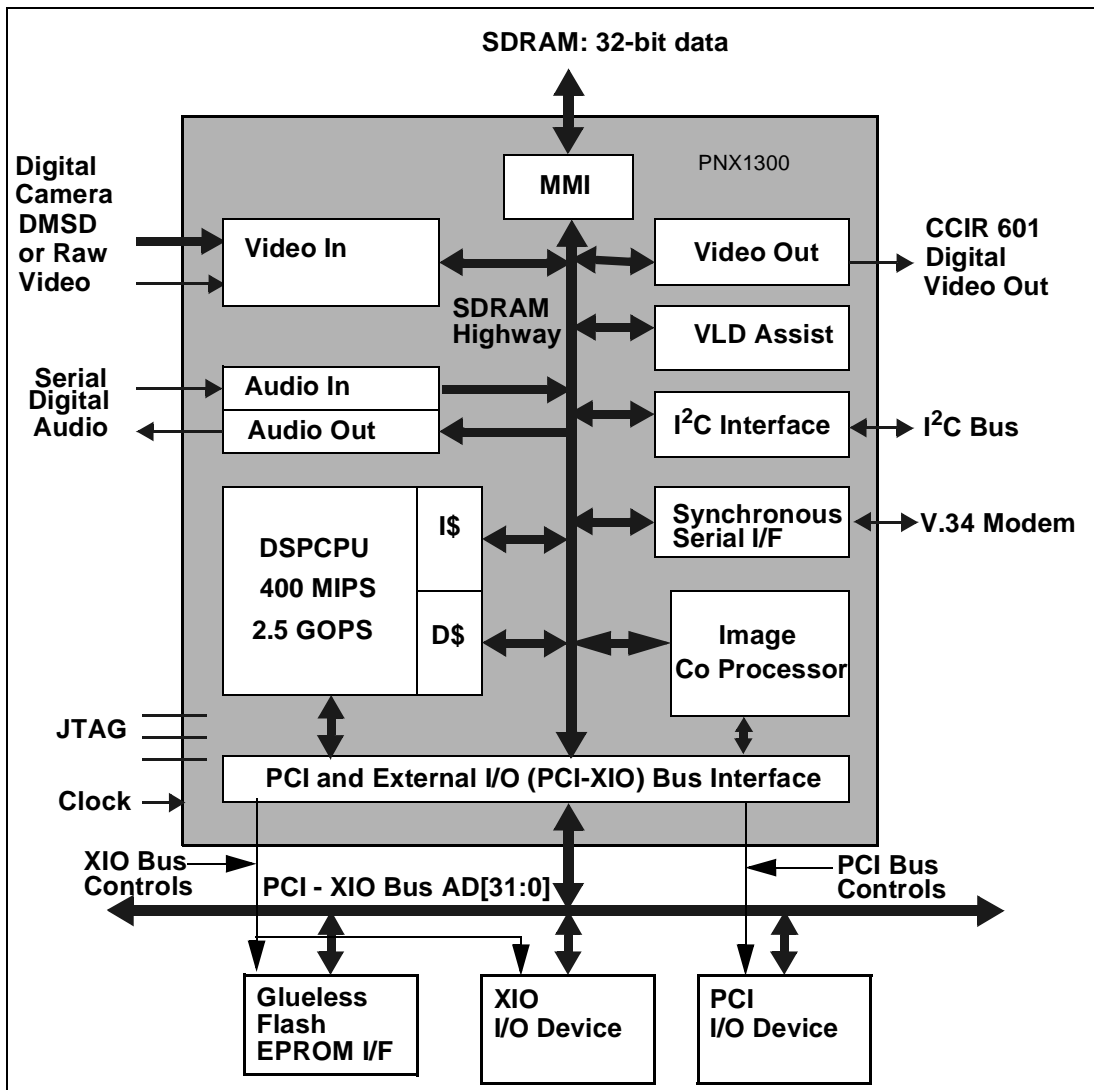 SDRAM: 32-bit data
PNX1300
MMI
Digital
Camera
DMSD
or Raw
Video
Video In
Video Out
CCIR 601
Digital
Video Out
SDRAM
Highway
VLD Assist
Serial
Digital
Audio
Audio In
Audio Out
I²C Interface
I²C Bus
DSPCPU
400 MIPS
2.5 GOPS
I$
D$
Synchronous
Serial I/F
V.34 Modem
Image
Co Processor
JTAG
PCI and External I/O (PCI-XIO) Bus Interface
Clock
XIO Bus
Controls
PCI - XIO Bus AD[31:0]
PCI Bus
Controls
Glueless
Flash
EPROM I/F
XIO
I/O Device
PCI
I/O Device